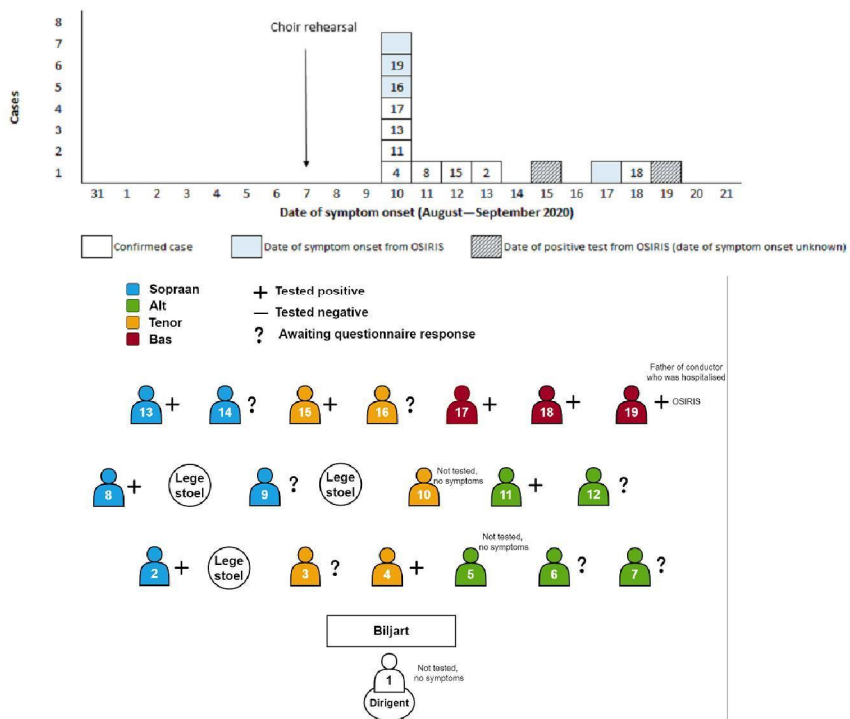 Choir rehearsal
Cases
8
7
6
5
4
3
2
1
19
16
17
13
11
4 8 15 2 18
31 1 2 3 4 5 6 7 8 9 10 11 12 13 14 15 16 17 18 19 20 21
Date of symptom onset (August—September 2020)
Confirmed case Date of symptom onset from OSIRIS Date of positive test from OSIRIS (date of symptom onset unknown)
Sopraan + Tested positive
Alt — Tested negative
Tenor ? Awaiting questionnaire response
Bas
Father of conductor
who was hospitalised
13 + 14 ? 15 + 16 ? 17 + 18 + 19 + OSIRIS
Not tested,
no symptoms
8 + Lege stoel 9 ? Lege stoel 10 11 + 12 ?
Not tested,
no symptoms
2 + Lege stoel 3 ? 4 + 5 6 ? 7 ?
Biljart
Not tested,
no symptoms
1
Dirigent